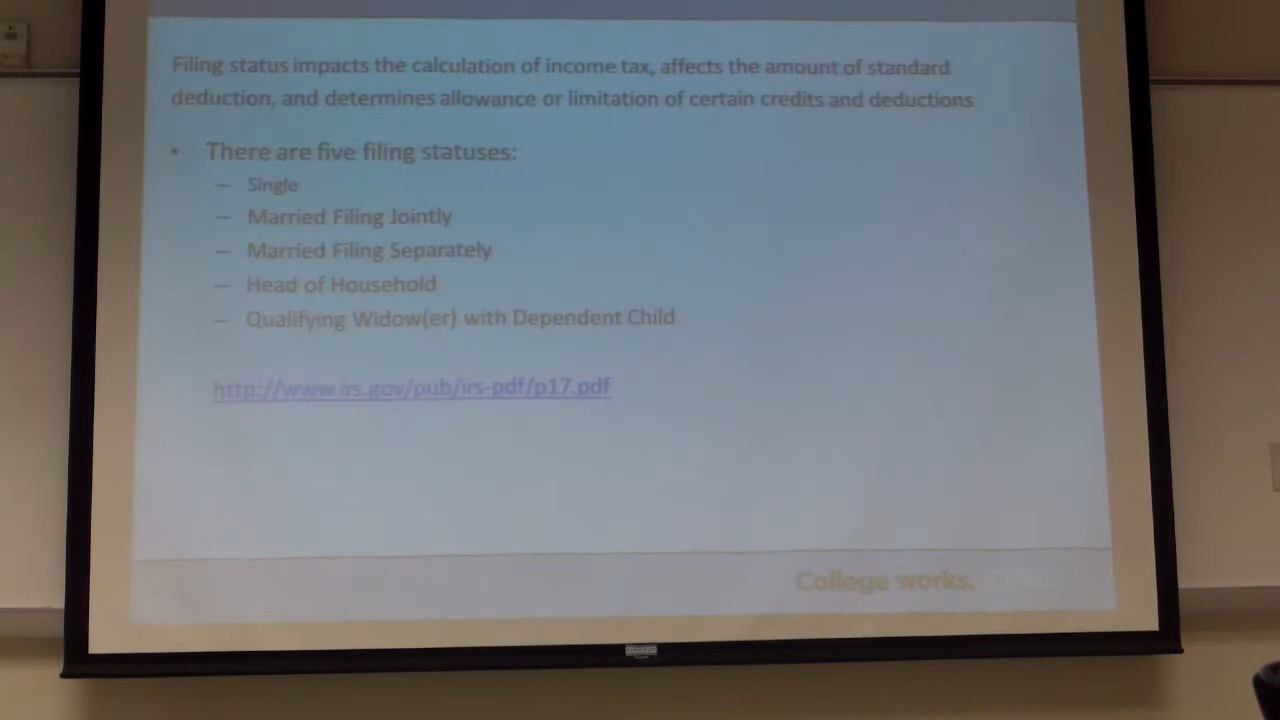 Filing status impacts the calculation of income tax, affects the amount of standard
deduction, and determines allowance or limitation of certain credits and deductions
• There are five filing statuses:
– Single
– Married Filing Jointly
– Married Filing Separately
– Head of Household
– Qualifying Widow(er) with Dependent Child
http://www.irs.gov/pub/irs-pdf/p17.pdf
College works.